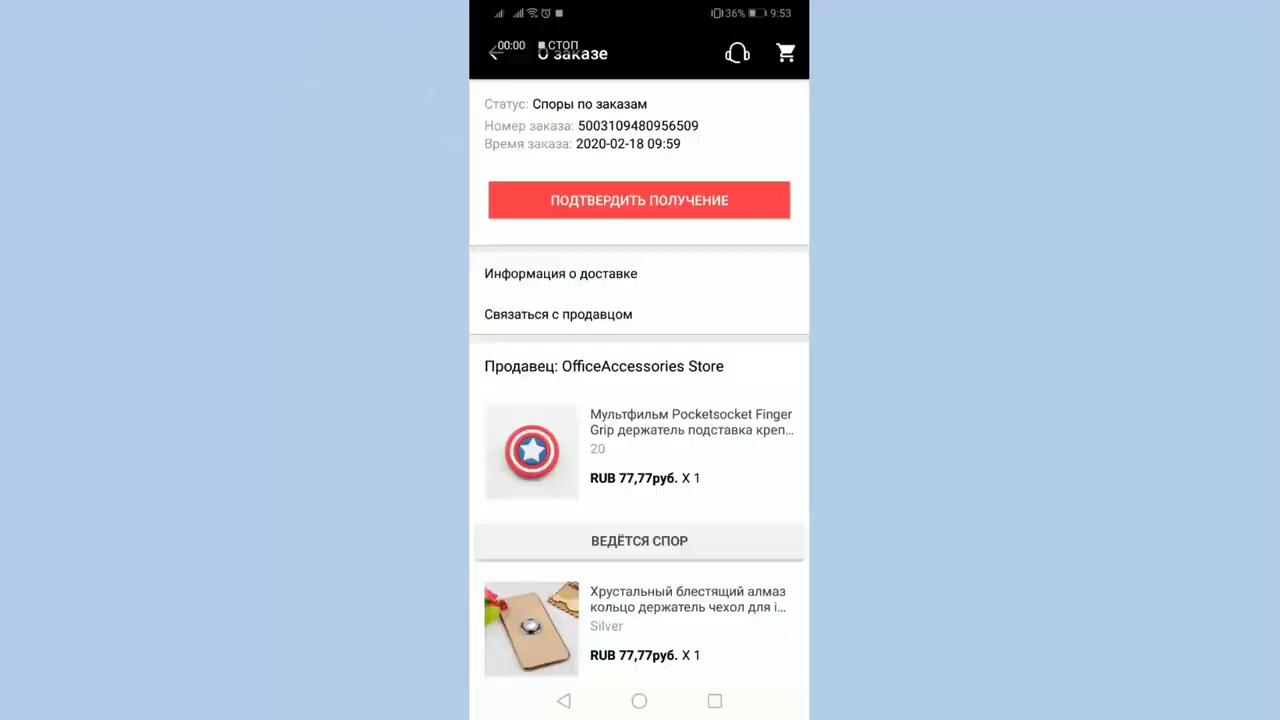 36% 9:53
00:00 СТОП
О заказе
Статус: Споры по заказам
Номер заказа: 5003109480956509
Время заказа: 2020-02-18 09:59
ПОДТВЕРДИТЬ ПОЛУЧЕНИЕ
Информация о доставке
Связаться с продавцом
Продавец: OfficeAccessories Store
Мультфильм Pocketsocket Finger
Grip держатель подставка креп...
20
RUB 77,77руб. X 1
ВЕДЁТСЯ СПОР
Хрустальный блестящий алмаз
кольцо держатель чехол для i...
Silver
RUB 77,77руб. X 1